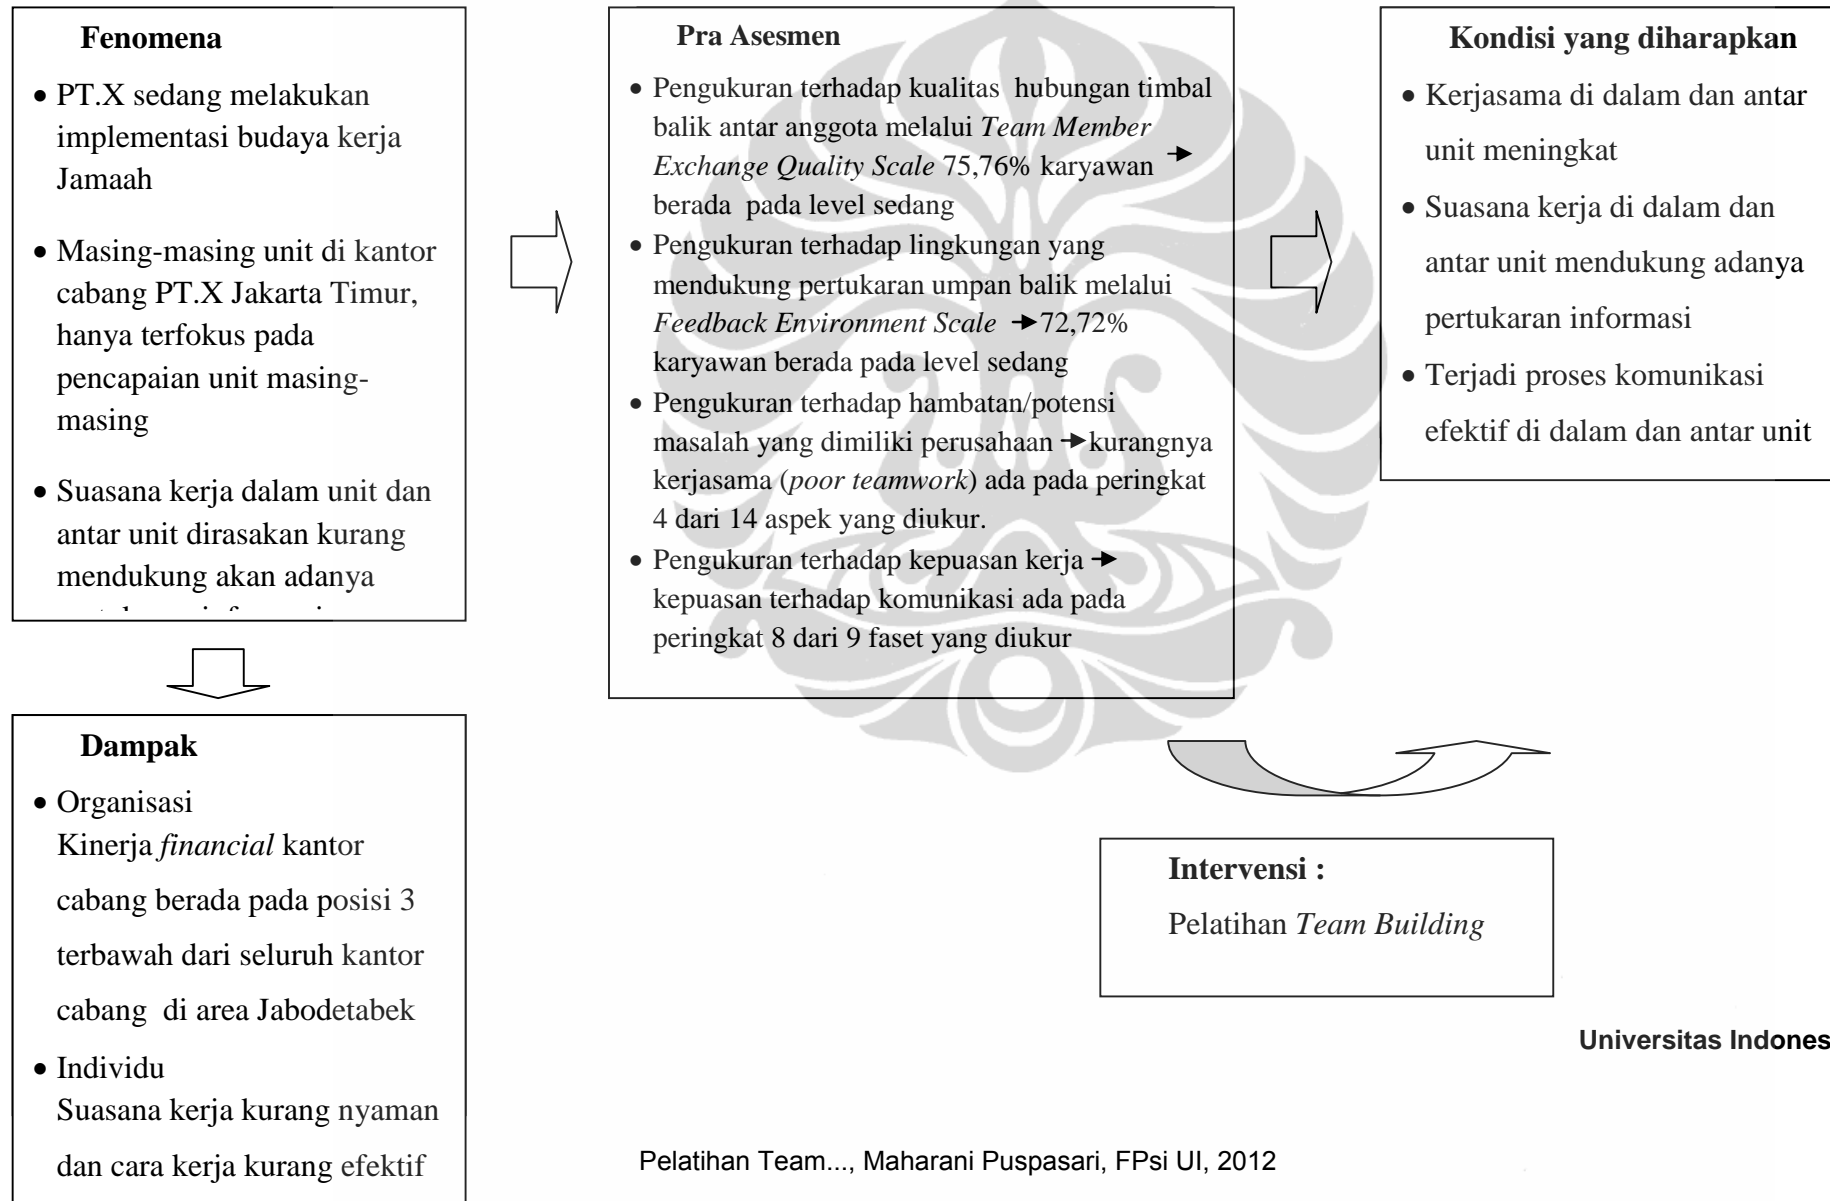 Fenomena
• PT.X sedang melakukan
implementasi budaya kerja
Jamaah
• Masing-masing unit di kantor
cabang PT.X Jakarta Timur,
hanya terfokus pada
pencapaian unit masing-
masing
• Suasana kerja dalam unit dan
antar unit dirasakan kurang
mendukung akan adanya
Dampak
• Organisasi
Kinerja financial kantor
cabang berada pada posisi 3
terbawah dari seluruh kantor
cabang di area Jabodetabek
• Individu
Suasana kerja kurang nyaman
dan cara kerja kurang efektif
Pra Asesmen
• Pengukuran terhadap kualitas hubungan timbal
balik antar anggota melalui Team Member
Exchange Quality Scale 75,76% karyawan ➔
berada pada level sedang
• Pengukuran terhadap lingkungan yang
mendukung pertukaran umpan balik melalui
Feedback Environment Scale ➔72,72%
karyawan berada pada level sedang
• Pengukuran terhadap hambatan/potensi
masalah yang dimiliki perusahaan ➔kurangnya
kerjasama (poor teamwork) ada pada peringkat
4 dari 14 aspek yang diukur.
• Pengukuran terhadap kepuasan kerja ➔
kepuasan terhadap komunikasi ada pada
peringkat 8 dari 9 faset yang diukur
Kondisi yang diharapkan
• Kerjasama di dalam dan antar
unit meningkat
• Suasana kerja di dalam dan
antar unit mendukung adanya
pertukaran informasi
• Terjadi proses komunikasi
efektif di dalam dan antar unit
Intervensi :
Pelatihan Team Building
Universitas Indones
Pelatihan Team..., Maharani Puspasari, FPsi UI, 2012